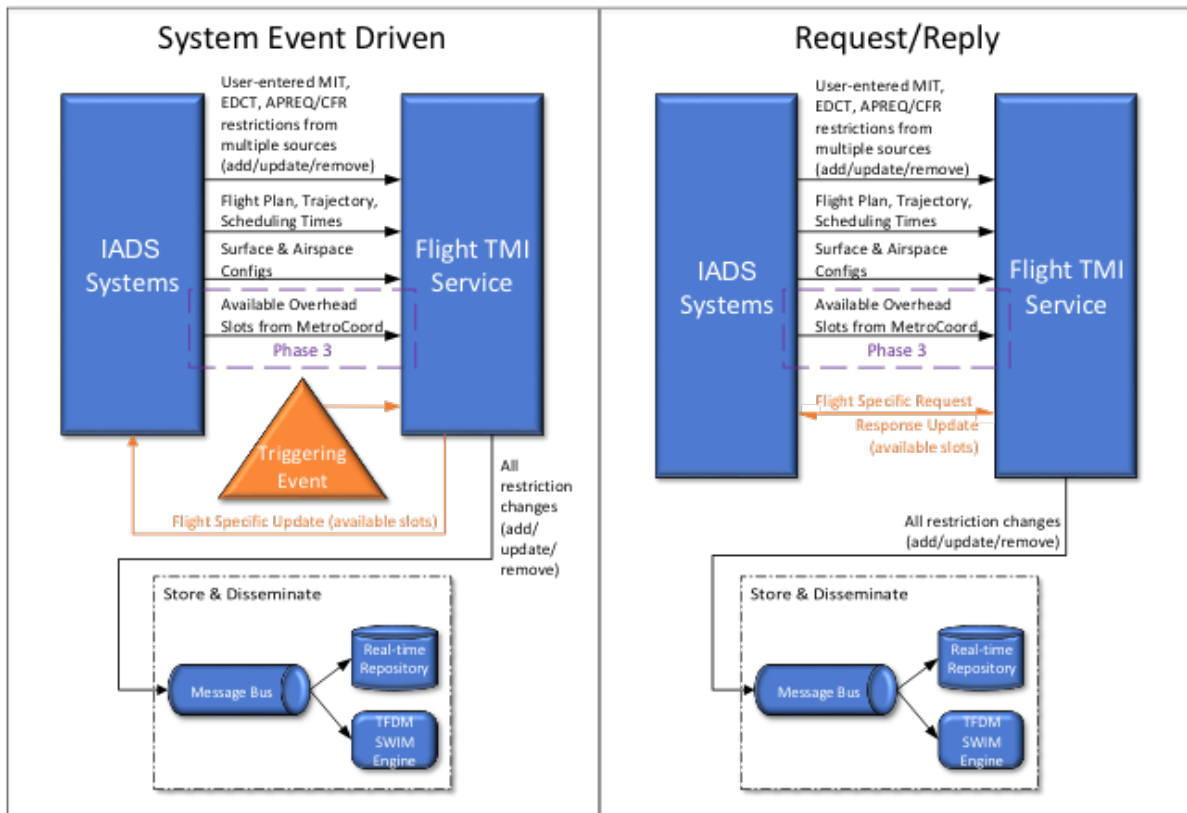 System Event Driven
User-entered MIT,
EDCT, APREQ/CFR
restrictions from
multiple sources
(add/update/remove)
Flight Plan, Trajectory,
Scheduling Times
IADS
Systems
Surface & Airspace
Configs
Flight TMI
Service
Available Overhead
Slots from MetroCoord
Phase 3
Triggering
Event
Flight Specific Update (available slots)
All
restriction
changes
(add/
update/
remove)
Store & Disseminate
Message Bus
Real-time
Repository
TFDM
SWIM
Engine
Request/Reply
User-entered MIT,
EDCT, APREQ/CFR
restrictions from
multiple sources
(add/update/remove)
Flight Plan, Trajectory,
Scheduling Times
IADS
Systems
Surface & Airspace
Configs
Flight TMI
Service
Available Overhead
Slots from MetroCoord
Phase 3
Flight Specific Request
Response Update
(available slots)
All restriction changes
(add/update/remove)
Store & Disseminate
Message Bus
Real-time
Repository
TFDM
SWIM
Engine